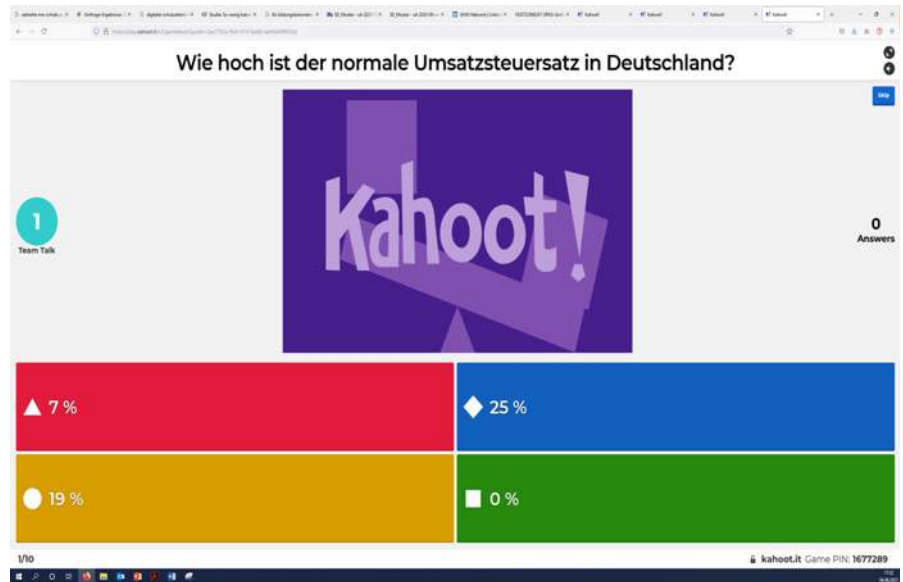 Wie hoch ist der normale Umsatzsteuersatz in Deutschland?
Skip
Kahoot!
1
Team Talk
0
Answers
7 %
25 %
19 %
0 %
1/10
kahoot.it Game PIN: 1677289